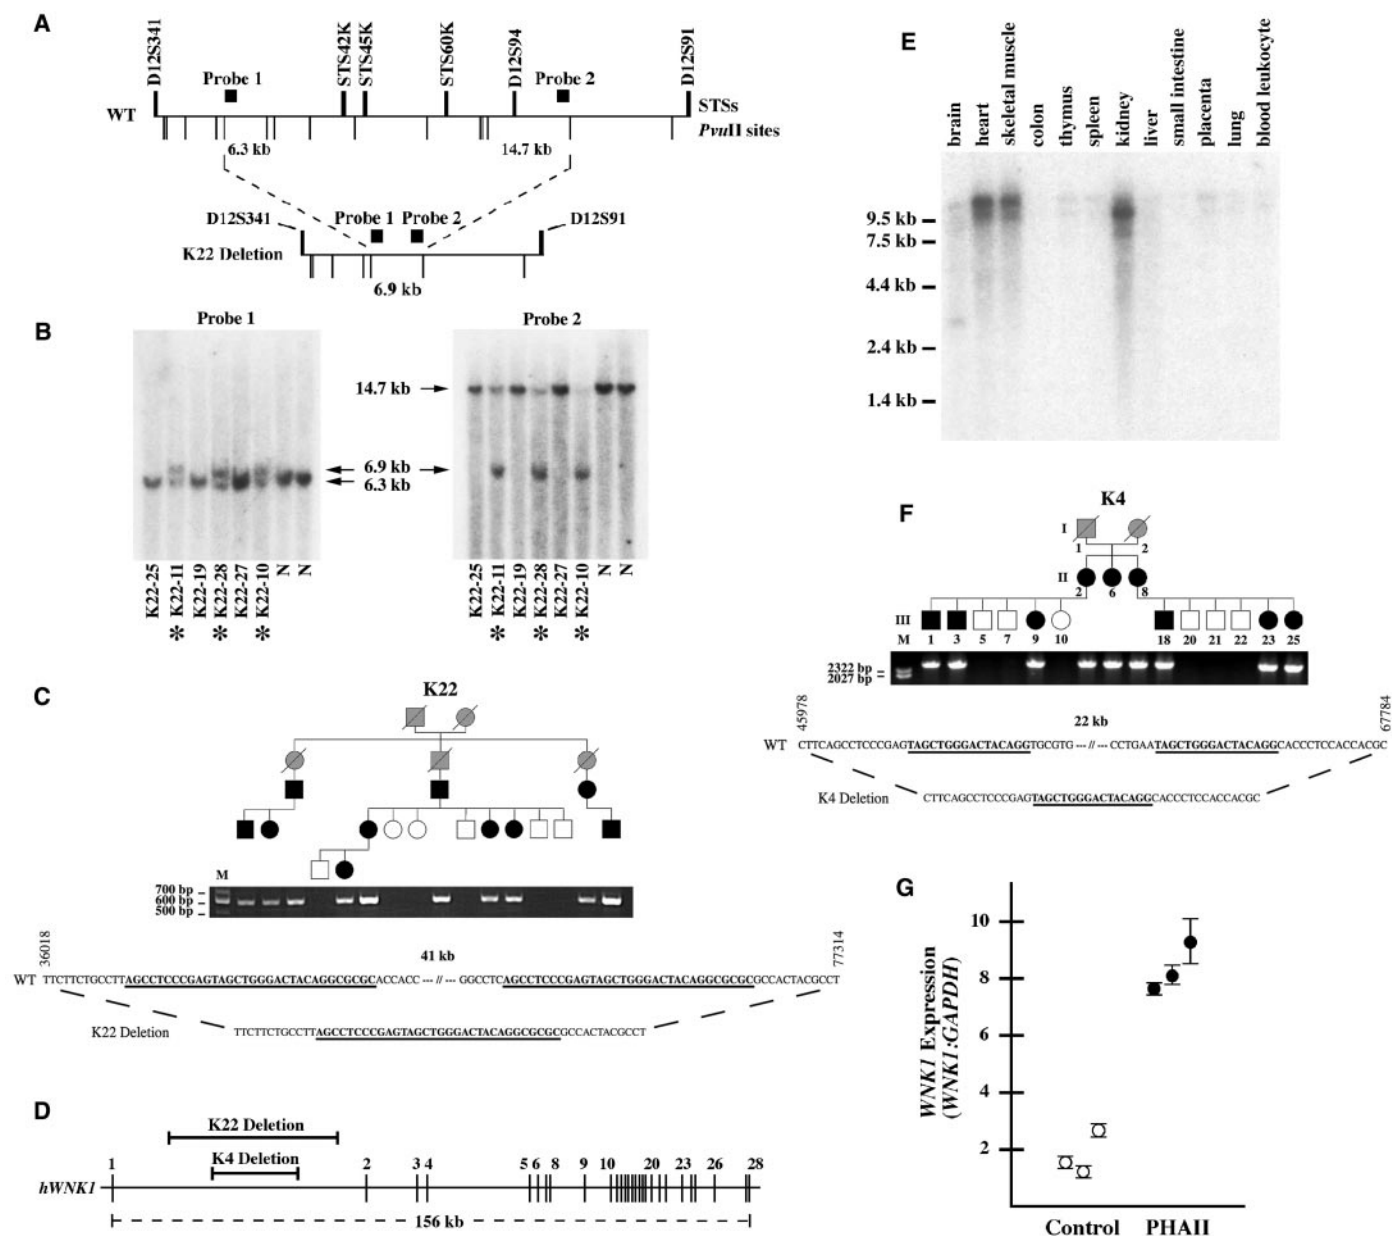 A
D12S341
STS42K
STS45K
STS60K
D12S94
D12S91
Probe 1
Probe 2
WT
STSs
PvuII sites
6.3 kb
14.7 kb
D12S341
Probe 1
Probe 2
D12S91
K22 Deletion
6.9 kb
B
Probe 1
Probe 2
14.7 kb
6.9 kb
6.3 kb
K22-25
K22-11
K22-19
K22-28
K22-27
K22-10
N
N
* * *
K22-25
K22-11
K22-19
K22-28
K22-27
K22-10
N
N
* * *
C
K22
M
700 bp
600 bp
500 bp
36018
41 kb
77314
WT TTCTTCTGCCTTAGCCTCCCGAGTAGCTGGGACTACAGGCGCGCACCACC --- // --- GGCCTCAGCCTCCCGAGTAGCTGGGACTACAGGCGCGCGCCACTACGCCT
K22 Deletion TTCTTCTGCCTTAGCCTCCCGAGTAGCTGGGACTACAGGCGCGCGCCACTACGCCT
D
K22 Deletion
K4 Deletion
1 2 3 4 5 6 8 9 10 20 23 26 28
hWNK1
156 kb
E
brain
heart
skeletal muscle
colon
thymus
spleen
kidney
liver
small intestine
placenta
lung
blood leukocyte
9.5 kb
7.5 kb
4.4 kb
2.4 kb
1.4 kb
F
K4
I
1 2
II
2 6 8
III
M 1 3 5 7 9 10 18 20 21 22 23 25
2322 bp
2027 bp
45978
22 kb
67784
WT CTTCAGCCTCCCGAGTAGCTGGGACTACAGGTGCGTG --- // --- CCTGAATAGCTGGGACTACAGGCACCCTCCACCACGC
K4 Deletion CTTCAGCCTCCCGAGTAGCTGGGACTACAGGCACCCTCCACCACGC
G
WNK1 Expression
(WNK1:GAPDH)
10
8
6
4
2
Control PHAII